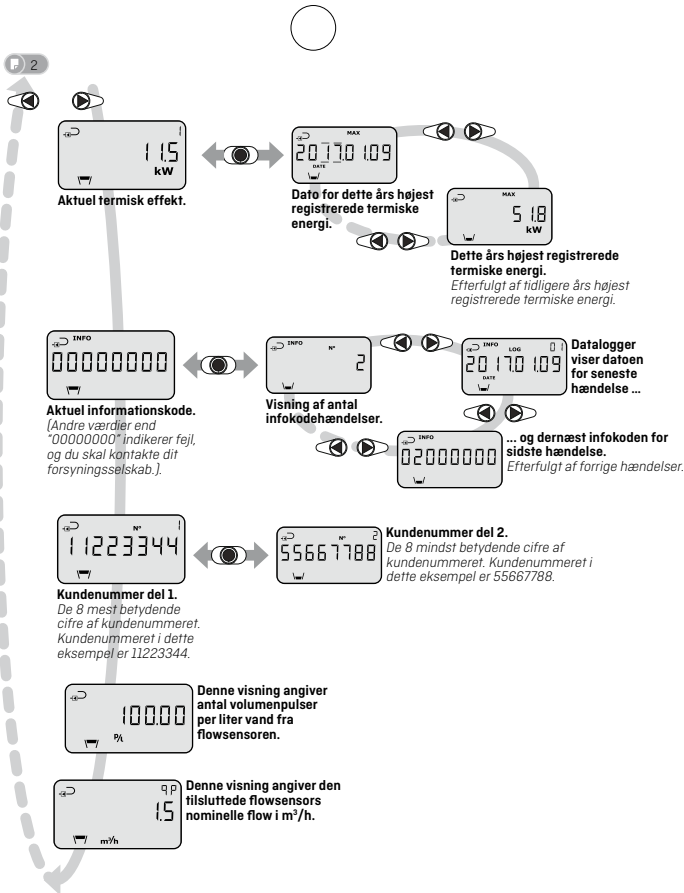 2
1
11.5
kW
Aktuel termisk effekt.
MAX
2017.01.09
DATE
Dato for dette års højest
registrerede termiske
energi.
MAX
51.8
kW
Dette års højest registrerede
termiske energi.
Efterfulgt af tidligere års højest
registrerede termiske energi.
INFO
00000000
Aktuel informationskode.
(Andre værdier end
"00000000" indikerer fejl,
og du skal kontakte dit
forsyningsselskab.).
INFO
N°
2
Visning af antal
infokodehændelser.
INFO
LOG
01
2017.01.09
DATE
Datalogger
viser datoen
for seneste
hændelse ...
INFO
02000000
... og dernæst infokoden for
sidste hændelse.
Efterfulgt af forrige hændelser.
N°
1
11223344
Kundenummer del 1.
De 8 mest betydende
cifre af kundenummeret.
Kundenummeret i dette
eksempel er 11223344.
N°
2
55667788
Kundenummer del 2.
De 8 mindst betydende cifre af
kundenummeret. Kundenummeret i
dette eksempel er 55667788.
100.00
P/L
Denne visning angiver
antal volumenpulser
per liter vand fra
flowsensoren.
qp
1.5
m³/h
Denne visning angiver den
tilsluttede flowsensors
nominelle flow i m³/h.